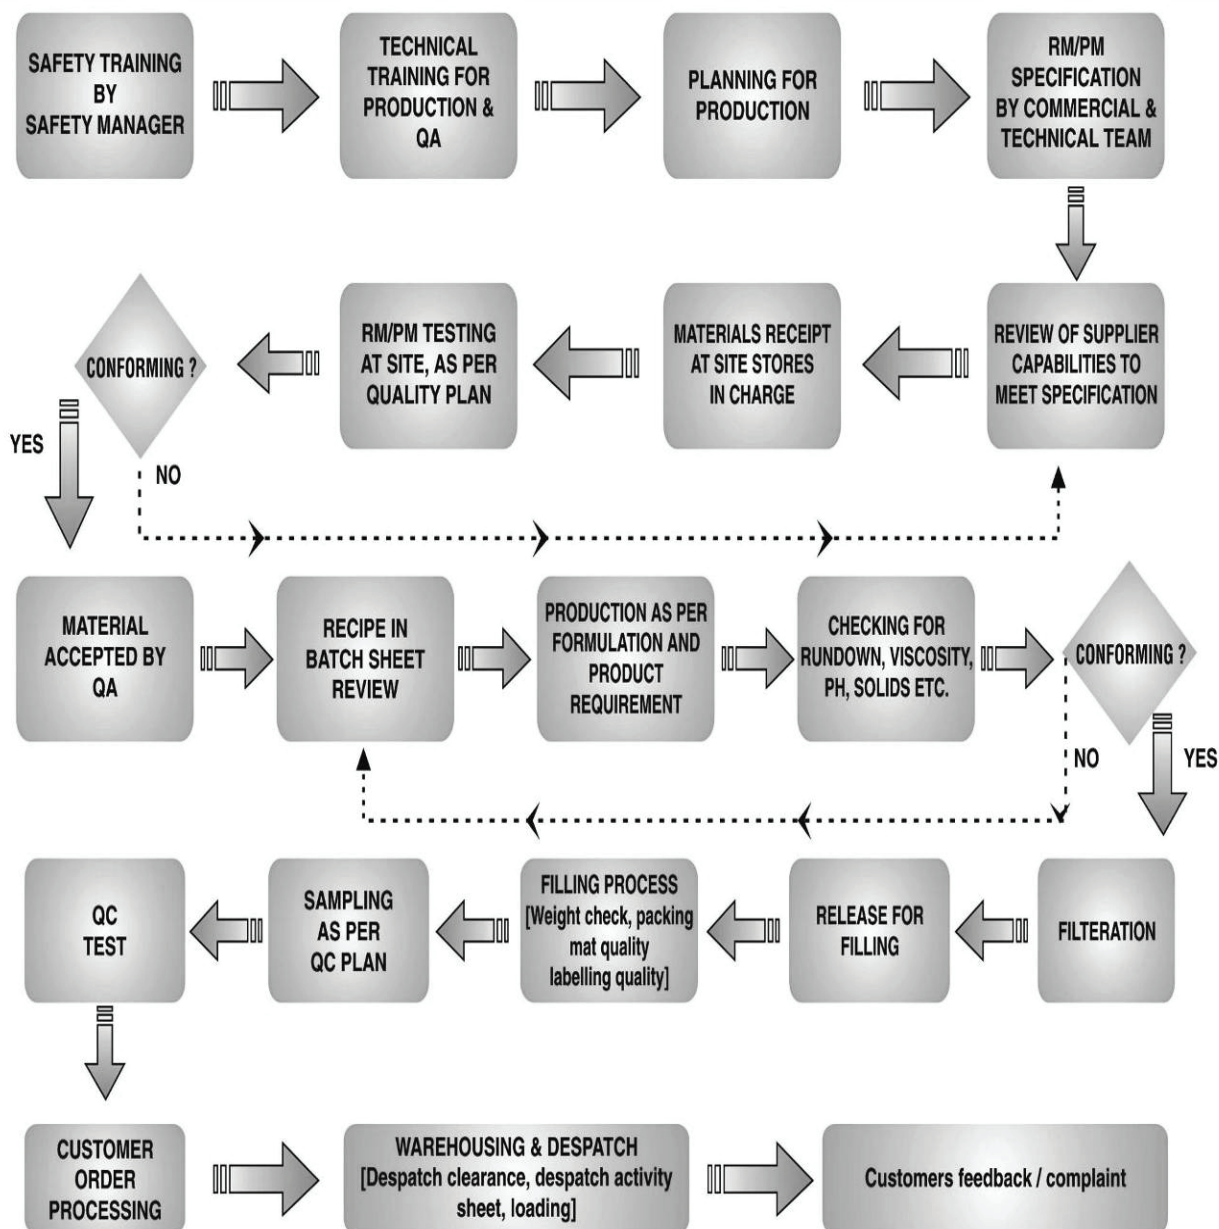 SAFETY TRAINING
BY
SAFETY MANAGER
TECHNICAL
TRAINING FOR
PRODUCTION &
QA
PLANNING FOR
PRODUCTION
RM/PM
SPECIFICATION
BY COMMERCIAL &
TECHNICAL TEAM
REVIEW OF SUPPLIER
CAPABILITIES TO
MEET SPECIFICATION
MATERIALS RECEIPT
AT SITE STORES
IN CHARGE
RM/PM TESTING
AT SITE, AS PER
QUALITY PLAN
CONFORMING ?
YES
NO
MATERIAL
ACCEPTED BY
QA
RECIPE IN
BATCH SHEET
REVIEW
PRODUCTION AS PER
FORMULATION AND
PRODUCT
REQUIREMENT
CHECKING FOR
RUNDOWN, VISCOSITY,
PH, SOLIDS ETC.
CONFORMING ?
NO
YES
FILTERATION
RELEASE FOR
FILLING
FILLING PROCESS
[Weight check, packing
mat quality
labelling quality]
SAMPLING
AS PER
QC PLAN
QC
TEST
CUSTOMER
ORDER
PROCESSING
WAREHOUSING & DESPATCH
[Despatch clearance, despatch activity
sheet, loading]
Customers feedback / complaint